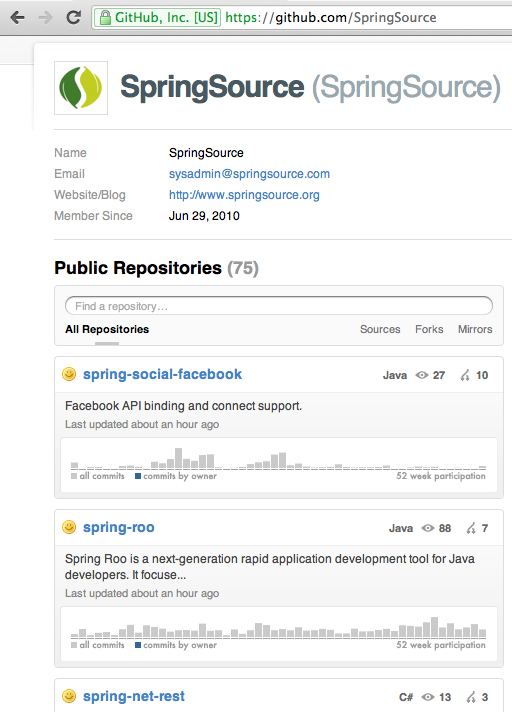 GitHub, Inc. [US] https://github.com/SpringSource
SpringSource (SpringSource)
Name SpringSource
Email sysadmin@springsource.com
Website/Blog http://www.springsource.org
Member Since Jun 29, 2010
Public Repositories (75)
Find a repository…
All Repositories Sources Forks Mirrors
spring-social-facebook Java 27 10
Facebook API binding and connect support.
Last updated about an hour ago
all commits commits by owner 52 week participation
spring-roo Java 88 7
Spring Roo is a next-generation rapid application development tool for Java
developers. It focuse...
Last updated about an hour ago
all commits commits by owner 52 week participation
spring-net-rest C# 13 3